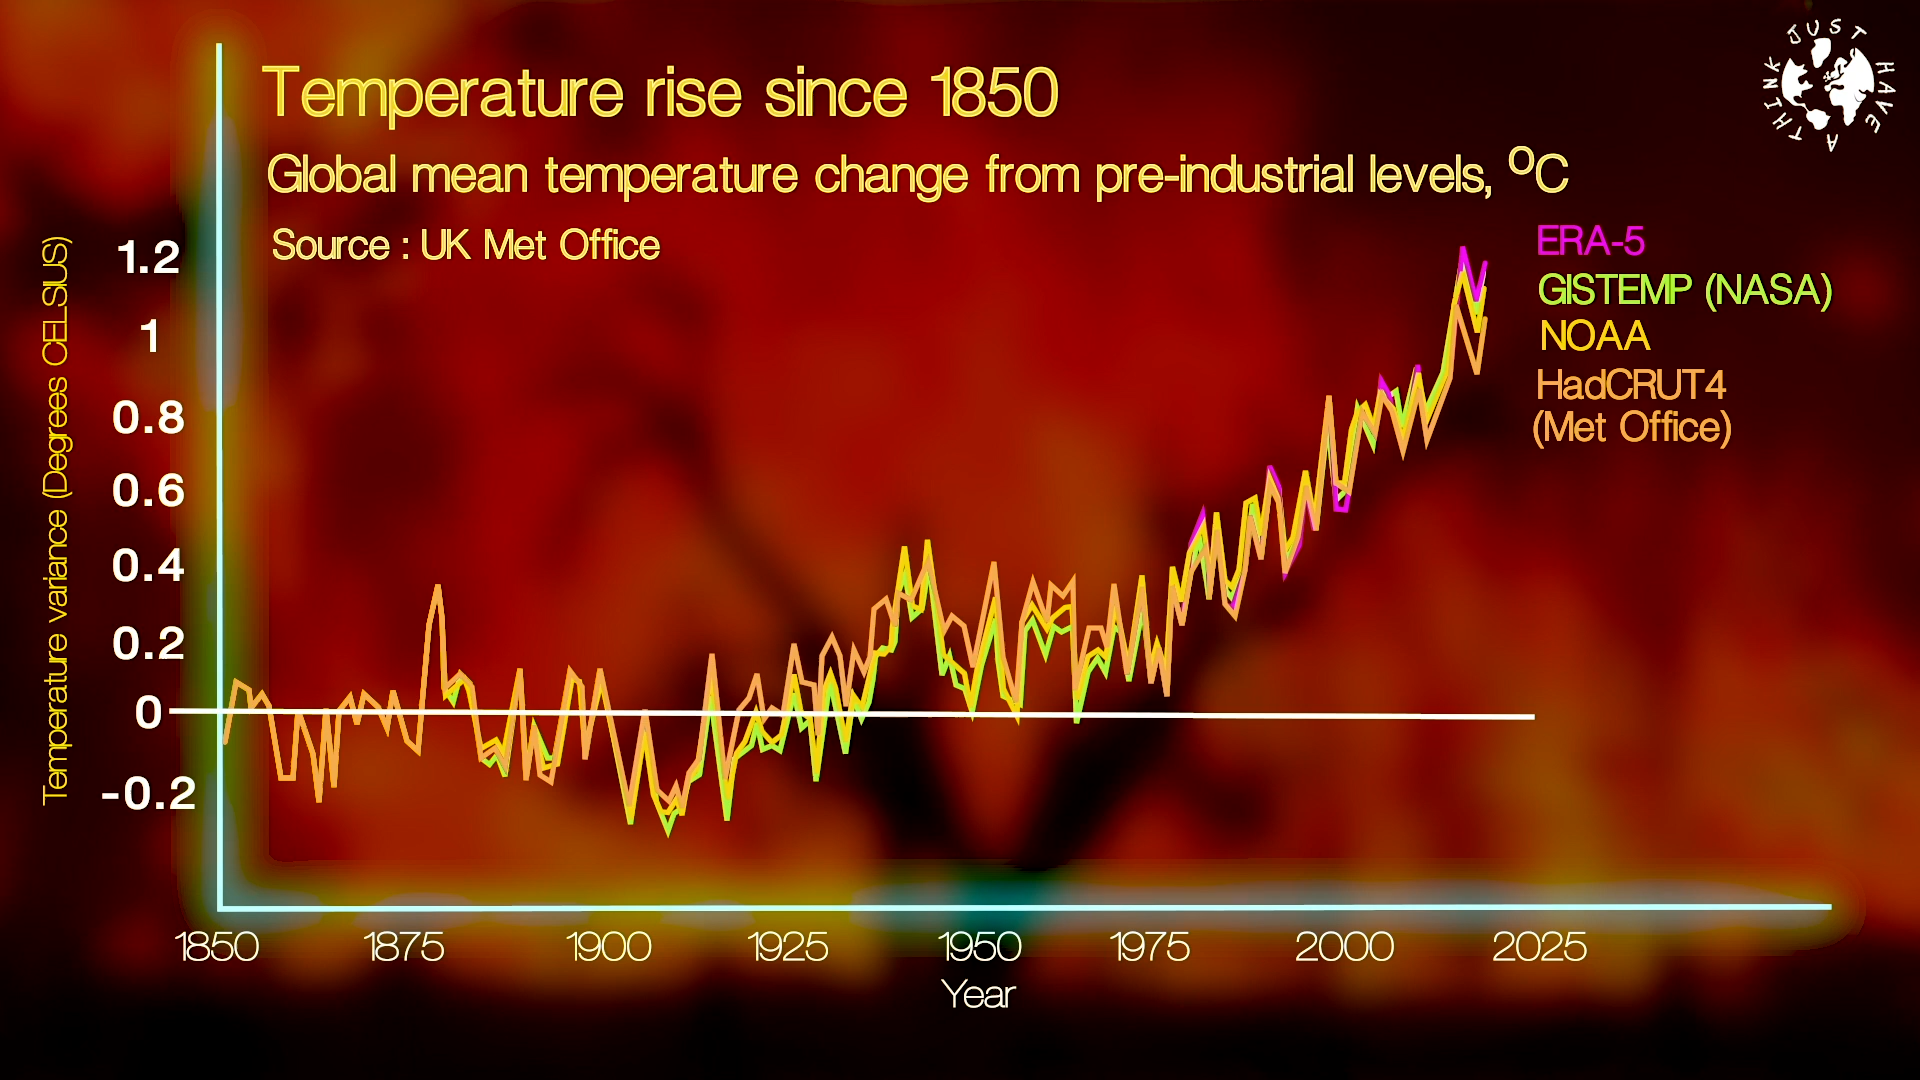 JUST HAVE A THINK
Temperature rise since 1850
Global mean temperature change from pre-industrial levels, ºC
Source : UK Met Office
ERA-5
GISTEMP (NASA)
NOAA
HadCRUT4
(Met Office)
Temperature variance (Degrees CELSIUS)
1.2
1
0.8
0.6
0.4
0.2
0
-0.2
1850 1875 1900 1925 1950 1975 2000 2025
Year